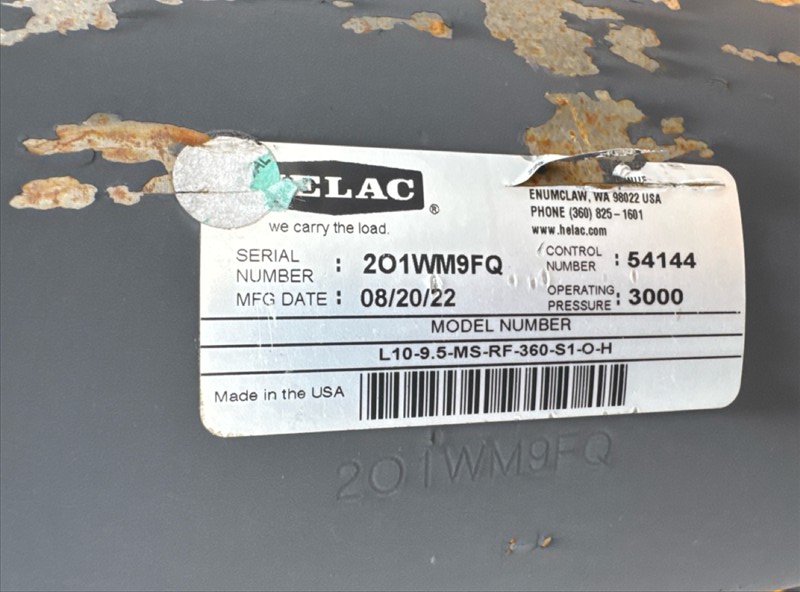 HELAC®
we carry the load.
ENUMCLAW, WA 98022 USA
PHONE (360) 825-1601
www.helac.com
SERIAL NUMBER : 2O1WM9FQ
CONTROL NUMBER : 54144
MFG DATE : 08/20/22
OPERATING PRESSURE : 3000
MODEL NUMBER
L10-9.5-MS-RF-360-S1-O-H
Made in the USA
2O1WM9FQ